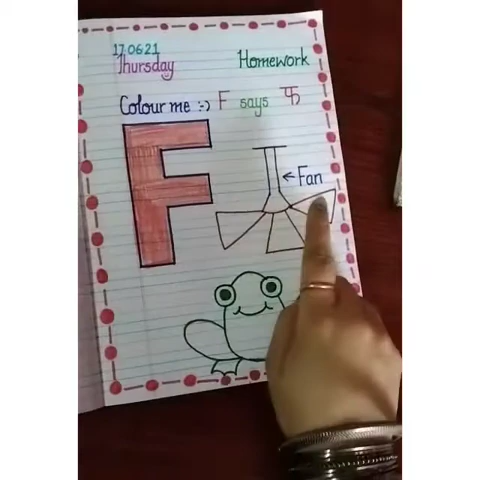 17.06.21
Thursday
Homework
Colour me :-) F says फ
F
← Fan